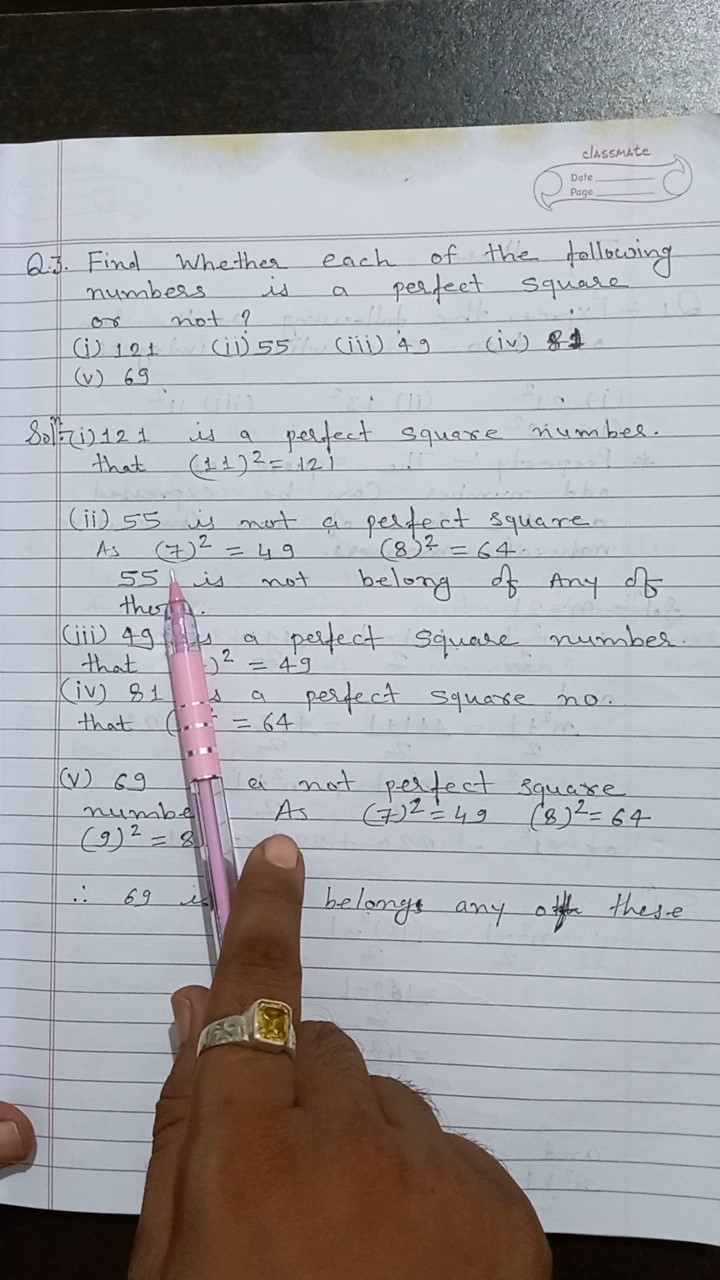 classmate
Date
Page
Q.3. Find Whether each of the following
numbers is a perfect square
or not ?
(i) 121 (ii) 55 (iii) 49 (iv) 81
(v) 69
Sol:- (i) 121 is a perfect square number.
that (11)² = 121
(ii) 55 is not a perfect square
As (7)² = 49 (8)² = 64.
55 is not belong of Any of
(iii) 49 is a perfect square number.
that )² = 49
(iv) 81 is a perfect square no.
that ( = 64
(v) 69 a not perfect square
As (7)² = 49 (8)² = 64
(9)² = 8
∴ 69 belongs any of these